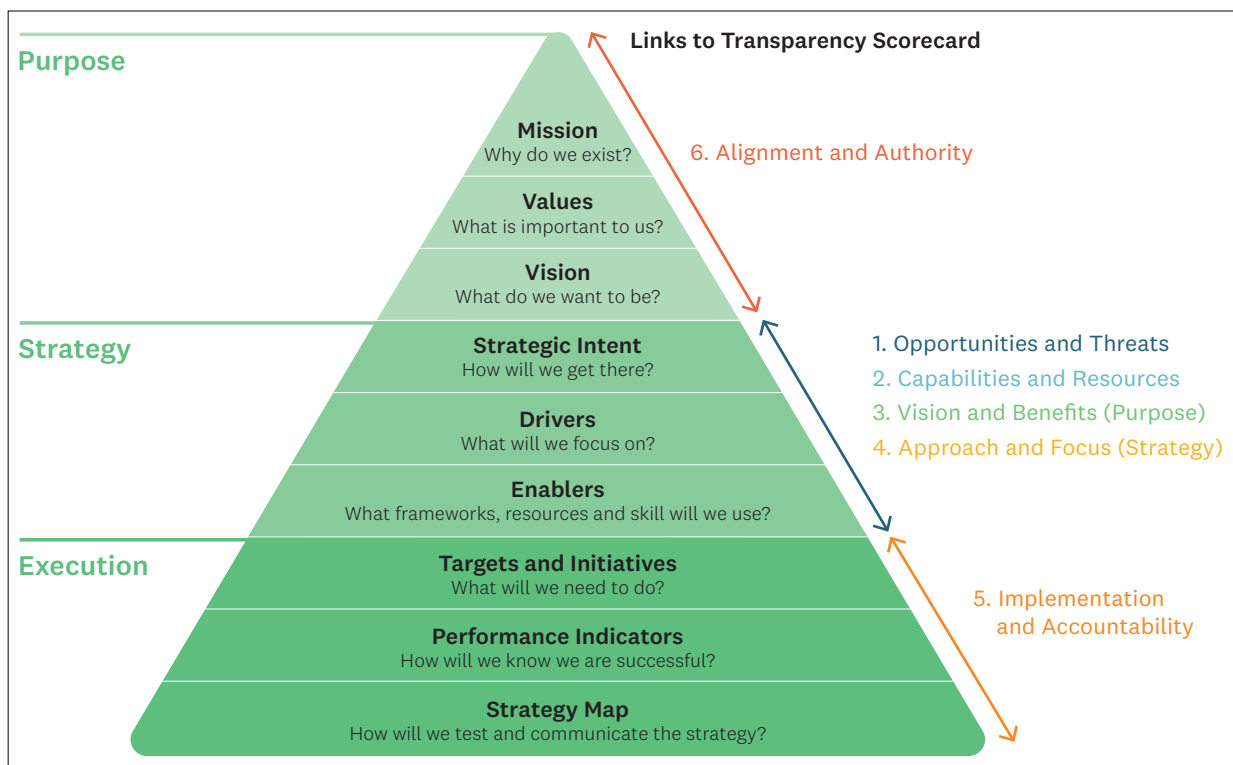 Purpose
Links to Transparency Scorecard
Mission
Why do we exist?
6. Alignment and Authority
Values
What is important to us?
Vision
What do we want to be?
Strategy
Strategic Intent
How will we get there?
1. Opportunities and Threats
2. Capabilities and Resources
3. Vision and Benefits (Purpose)
4. Approach and Focus (Strategy)
Drivers
What will we focus on?
Enablers
What frameworks, resources and skill will we use?
Execution
Targets and Initiatives
What will we need to do?
5. Implementation
and Accountability
Performance Indicators
How will we know we are successful?
Strategy Map
How will we test and communicate the strategy?